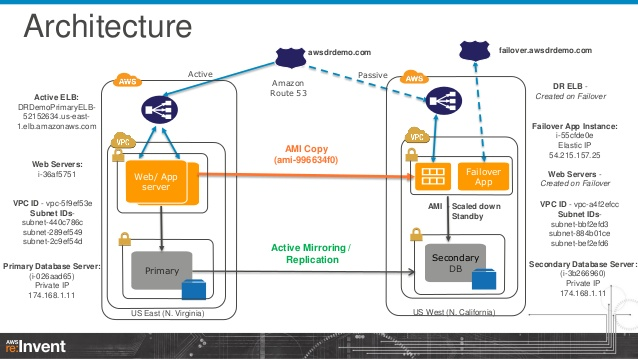 Architecture
awsdrdemo.com
failover.awsdrdemo.com
AWS
Active
Amazon
Route 53
Passive
AWS
Active ELB:
DRDemoPrimaryELB-
52152634.us-east-
1.elb.amazonaws.com
DR ELB -
Created on Failover
VPC
VPC
Failover App Instance:
i-55cfde0e
Elastic IP
54.215.157.25
Web Servers:
i-36af5751
Web/ App
server
AMI Copy
(ami-996634f0)
Failover
App
Web Servers -
Created on Failover
VPC ID - vpc-5f9ef53e
Subnet IDs-
subnet-440c786c
subnet-289ef549
subnet-2c9ef54d
AMI
Scaled down
Standby
VPC ID - vpc-a4f2efcc
Subnet IDs-
subnet-bbf2efd3
subnet-884b01ce
subnet-bef2efd6
Active Mirroring /
Replication
Primary Database Server:
(i-026aad65)
Private IP
174.168.1.11
Primary
Secondary
DB
Secondary Database Server:
(i-3b266960)
Private IP
174.168.1.11
US East (N. Virginia)
US West (N. California)
AWS
re:Invent